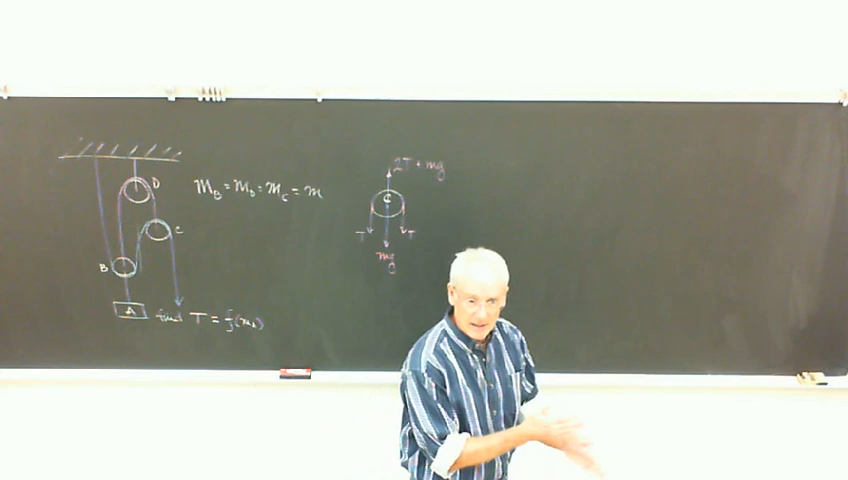 D
M_B = M_D = M_C = m
C
B
A
find T = f(m_A)
2T + mg
C
T
T
mg